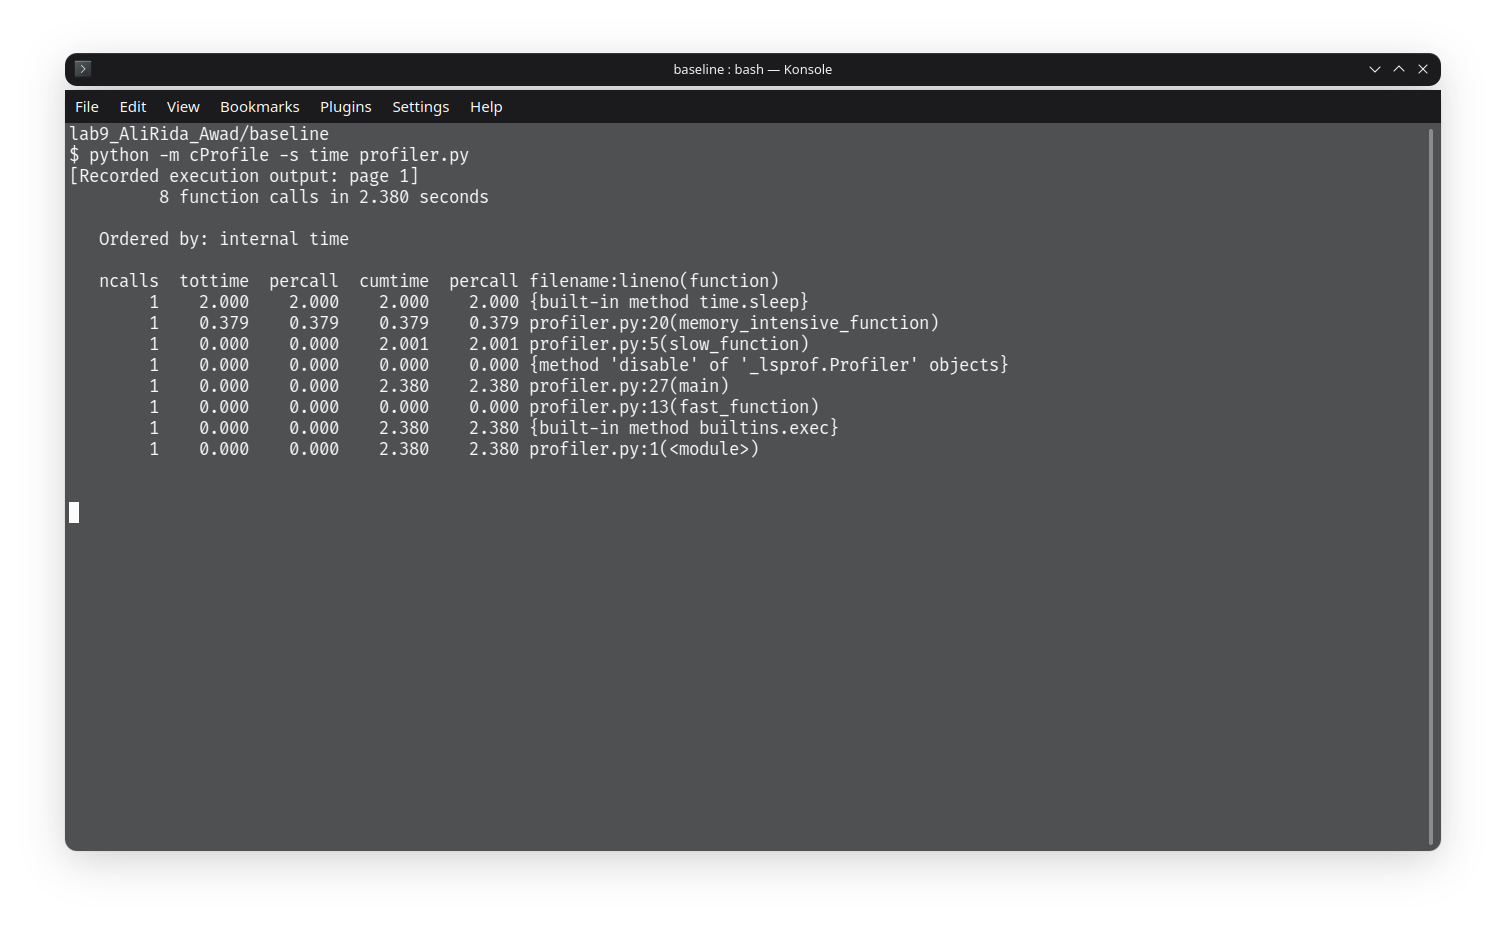 baseline : bash — Konsole
File Edit View Bookmarks Plugins Settings Help
lab9_AliRida_Awad/baseline
$ python -m cProfile -s time profiler.py
[Recorded execution output: page 1]
         8 function calls in 2.380 seconds

   Ordered by: internal time

   ncalls  tottime  percall  cumtime  percall filename:lineno(function)
        1    2.000    2.000    2.000    2.000 {built-in method time.sleep}
        1    0.379    0.379    0.379    0.379 profiler.py:20(memory_intensive_function)
        1    0.000    0.000    2.001    2.001 profiler.py:5(slow_function)
        1    0.000    0.000    0.000    0.000 {method 'disable' of '_lsprof.Profiler' objects}
        1    0.000    0.000    2.380    2.380 profiler.py:27(main)
        1    0.000    0.000    0.000    0.000 profiler.py:13(fast_function)
        1    0.000    0.000    2.380    2.380 {built-in method builtins.exec}
        1    0.000    0.000    2.380    2.380 profiler.py:1(<module>)